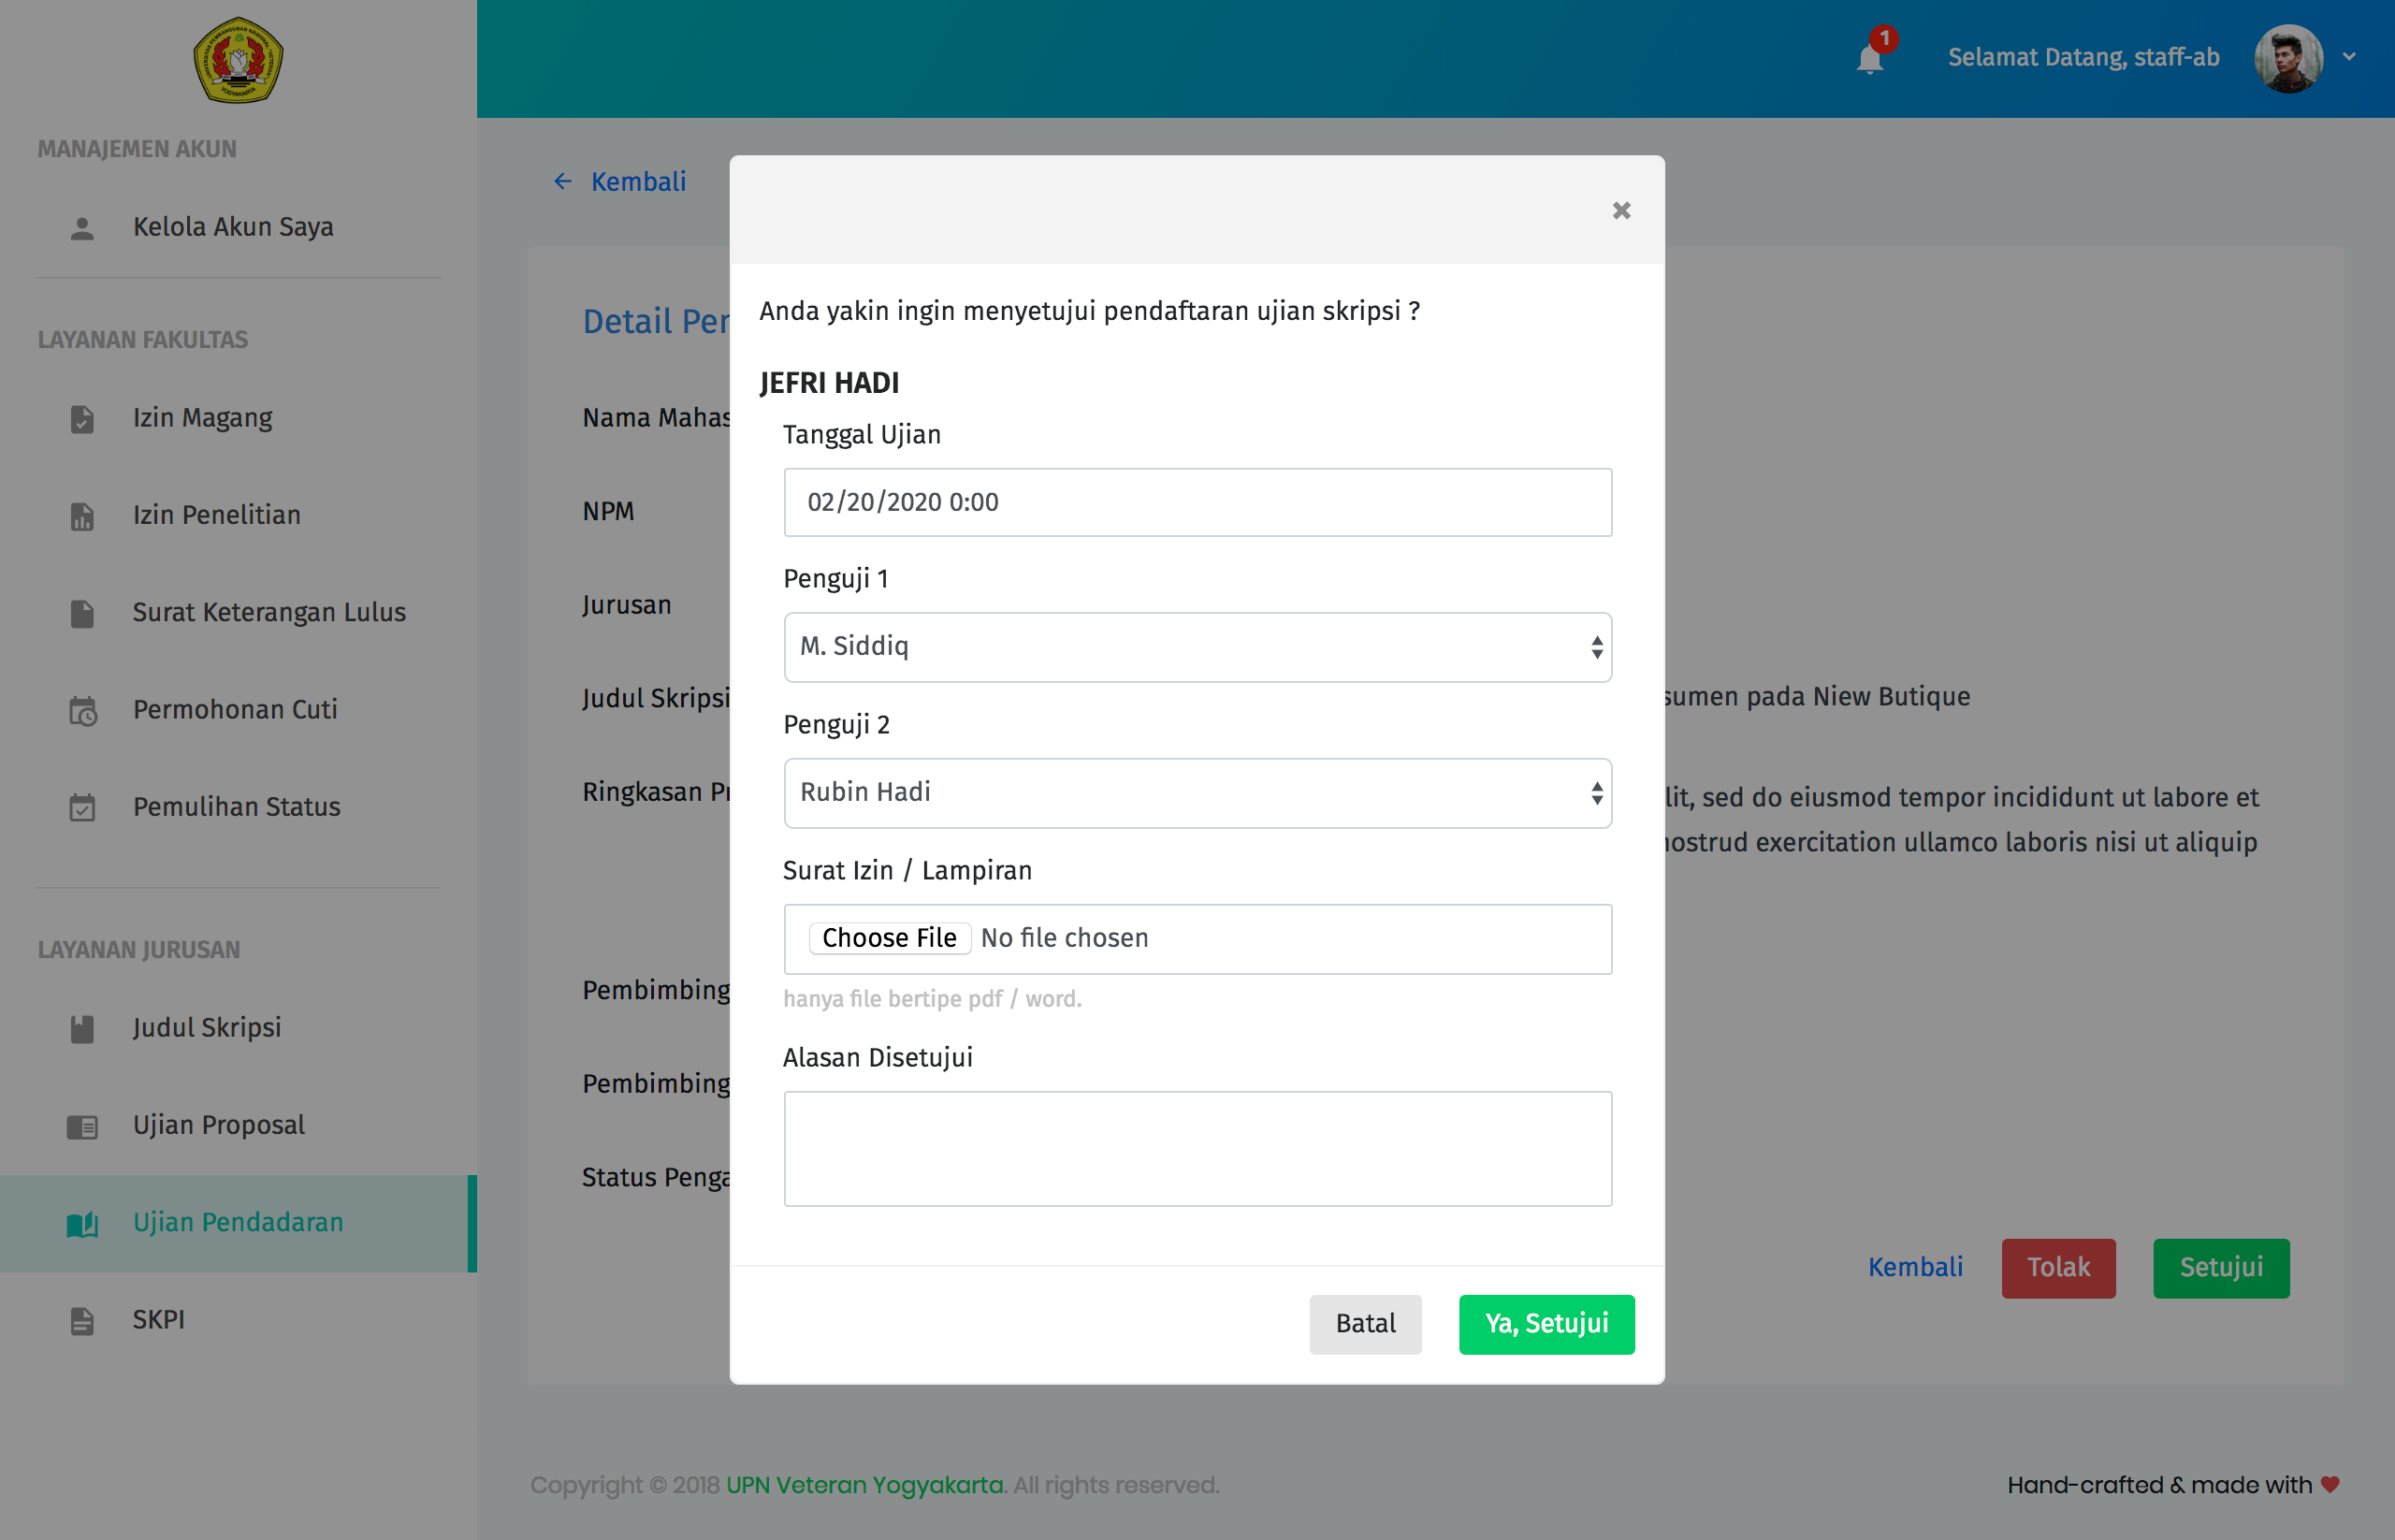 UNIVERSITAS PEMBANGUNAN NASIONAL "VETERAN"
YOGYAKARTA
1
Selamat Datang, staff-ab
MANAJEMEN AKUN
Kelola Akun Saya
LAYANAN FAKULTAS
Izin Magang
Izin Penelitian
Surat Keterangan Lulus
Permohonan Cuti
Pemulihan Status
LAYANAN JURUSAN
Judul Skripsi
Ujian Proposal
Ujian Pendadaran
SKPI
Kembali
Detail Per
Nama Mahas
NPM
Jurusan
Judul Skripsi
sumen pada Niew Butique
Ringkasan Pr
lit, sed do eiusmod tempor incididunt ut labore et
nostrud exercitation ullamco laboris nisi ut aliquip
Pembimbing
Pembimbing
Status Penga
Kembali
Tolak
Setujui
×
Anda yakin ingin menyetujui pendaftaran ujian skripsi ?
JEFRI HADI
Tanggal Ujian
02/20/2020 0:00
Penguji 1
M. Siddiq
Penguji 2
Rubin Hadi
Surat Izin / Lampiran
Choose File No file chosen
hanya file bertipe pdf / word.
Alasan Disetujui
Batal
Ya, Setujui
Copyright © 2018 UPN Veteran Yogyakarta. All rights reserved.
Hand-crafted & made with